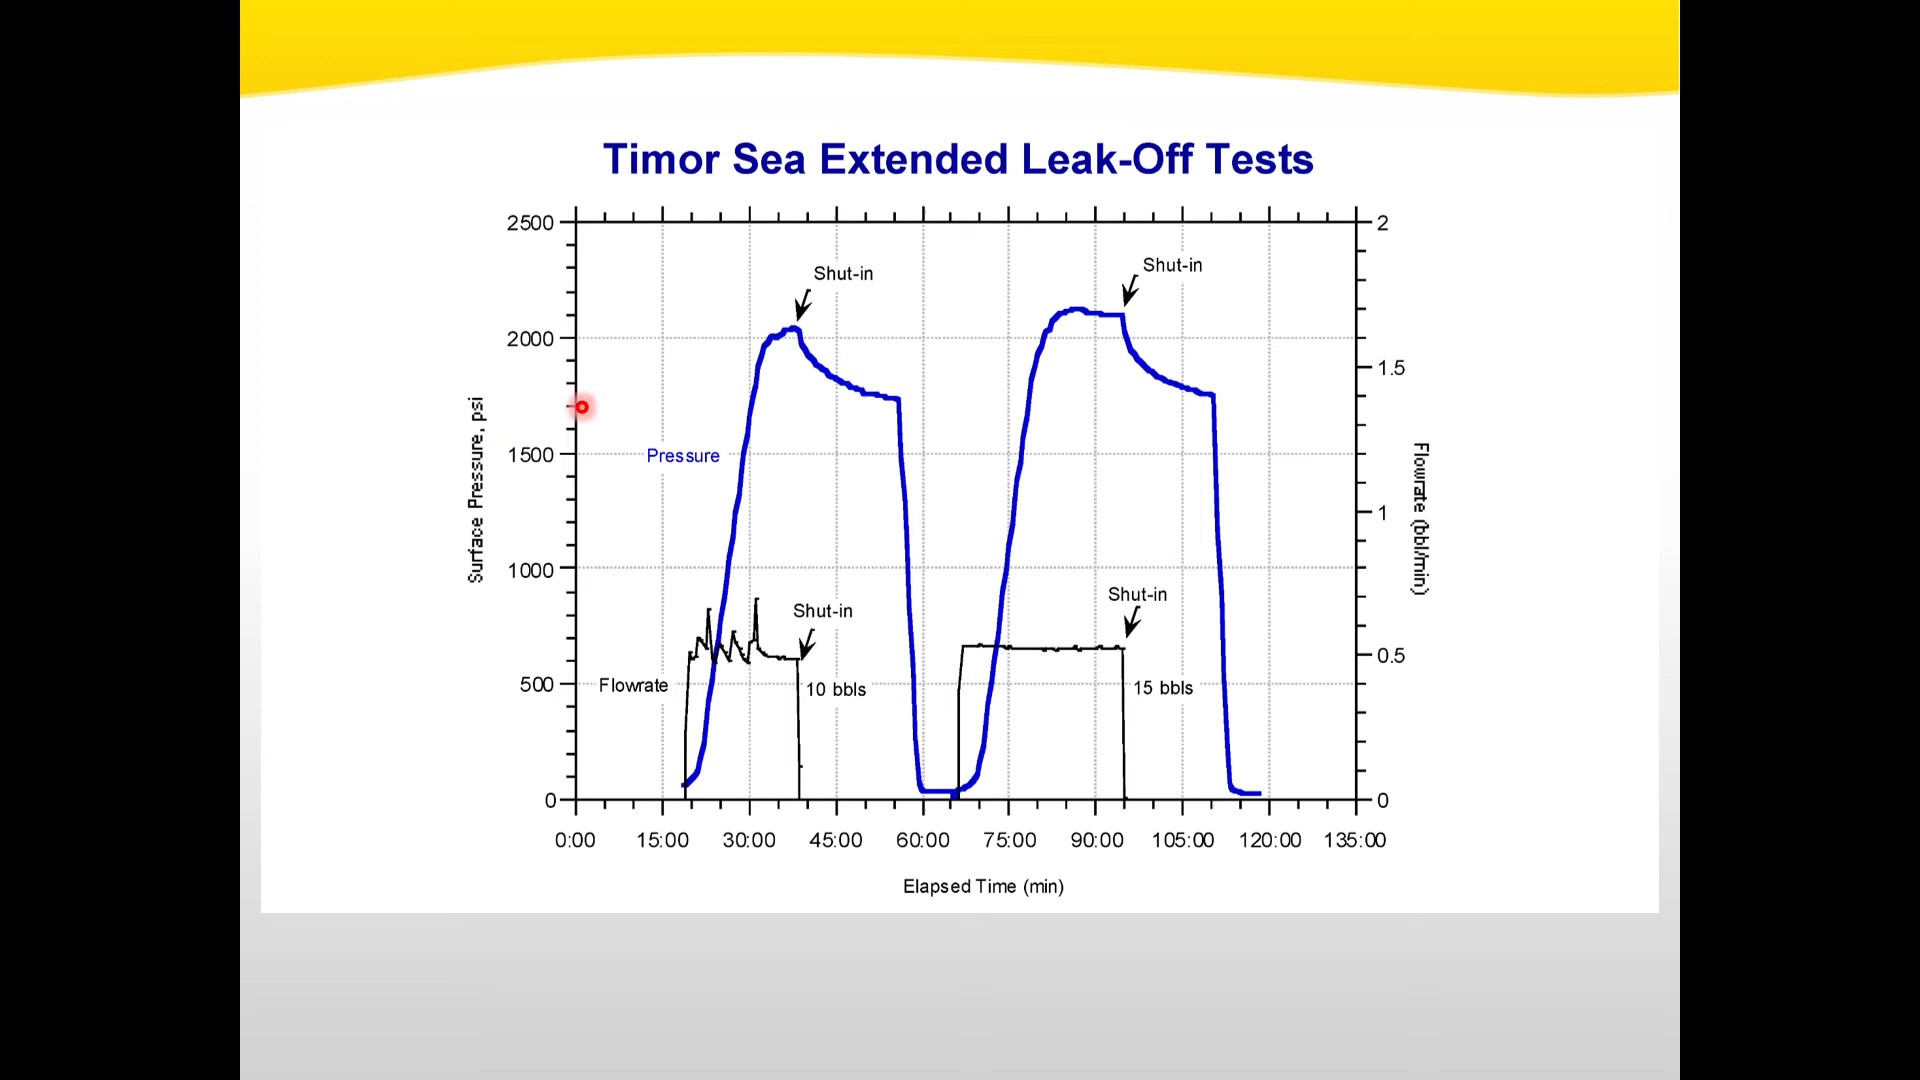 Timor Sea Extended Leak-Off Tests
2500
2
Shut-in
Shut-in
2000
1.5
Surface Pressure, psi
Pressure
1500
Flowrate (bbl/min)
1
1000
Shut-in
Shut-in
0.5
Flowrate
10 bbls
15 bbls
500
0
0
0:00 15:00 30:00 45:00 60:00 75:00 90:00 105:00 120:00 135:00
Elapsed Time (min)